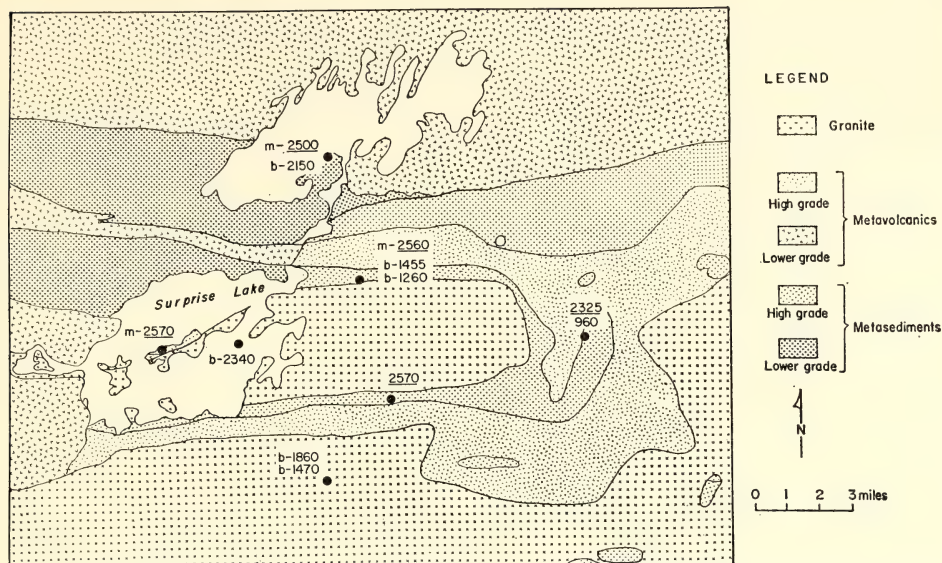 m-2500
b-2150
m-2560
b-1455
b-1260
Surprise Lake
m-2570
b-2340
2325
960
2570
b-1860
b-1470
LEGEND
Granite
High grade
Lower grade
Metavolcanics
High grade
Lower grade
Metasediments
N
0 1 2 3 miles